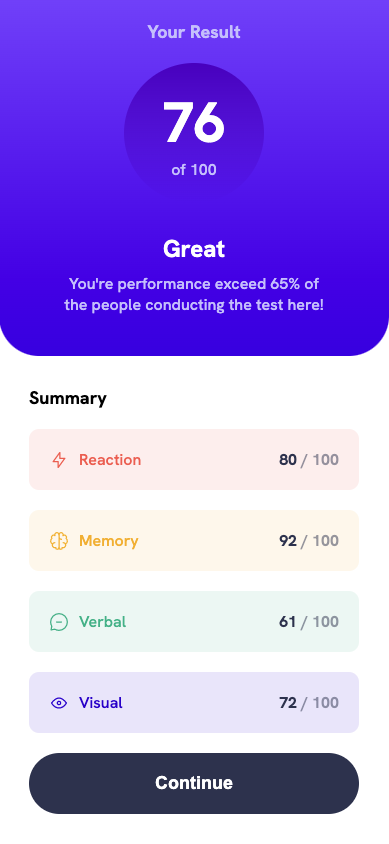 Your Result
76
of 100
Great
You're performance exceed 65% of
the people conducting the test here!
Summary
Reaction 80 / 100
Memory 92 / 100
Verbal 61 / 100
Visual 72 / 100
Continue